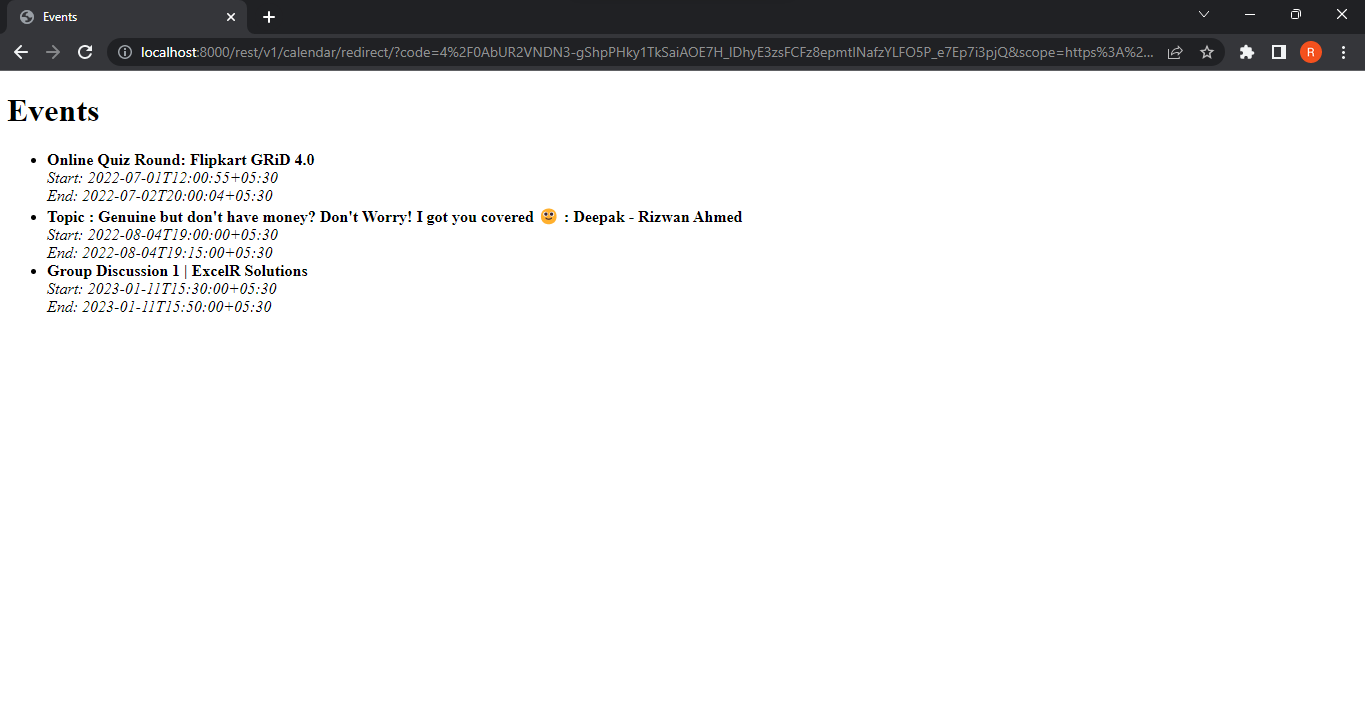 Events
localhost:8000/rest/v1/calendar/redirect/?code=4%2F0AbUR2VNDN3-gShpPHky1TkSaiAOE7H_IDhyE3zsFCFz8epmtINafzYLFO5P_e7Ep7i3pjQ&scope=https%3A%2...
R
Events
• Online Quiz Round: Flipkart GRiD 4.0
Start: 2022-07-01T12:00:55+05:30
End: 2022-07-02T20:00:04+05:30
• Topic : Genuine but don't have money? Don't Worry! I got you covered 🙂 : Deepak - Rizwan Ahmed
Start: 2022-08-04T19:00:00+05:30
End: 2022-08-04T19:15:00+05:30
• Group Discussion 1 | ExcelR Solutions
Start: 2023-01-11T15:30:00+05:30
End: 2023-01-11T15:50:00+05:30